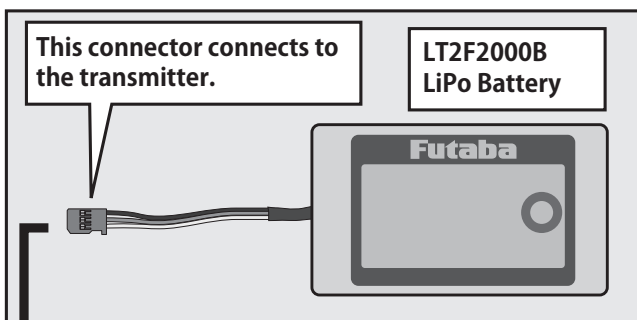 This connector connects to
the transmitter.
LT2F2000B
LiPo Battery
Futaba